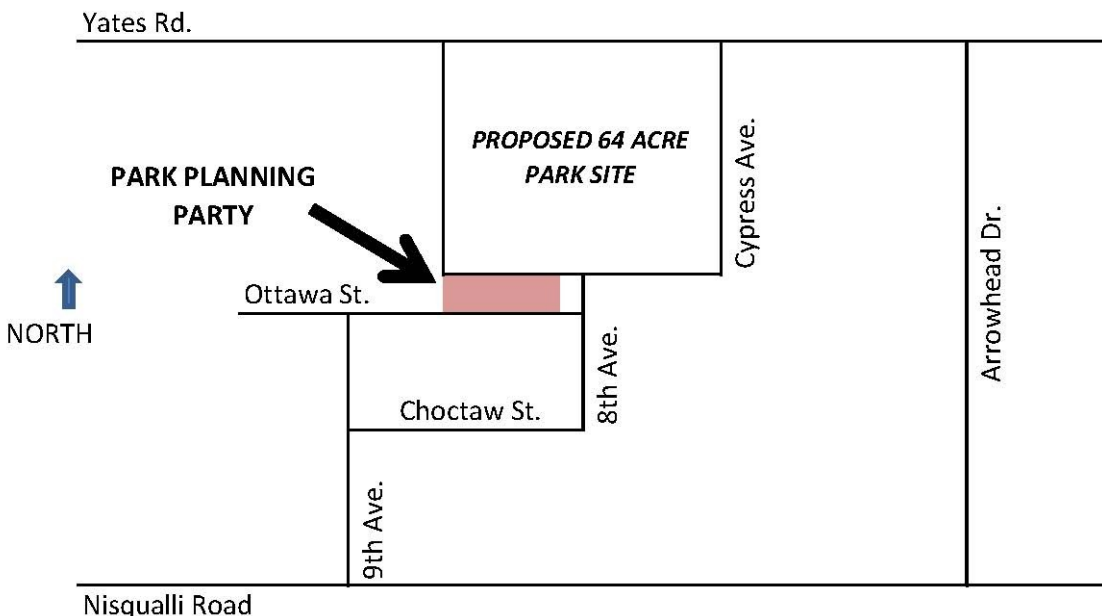 Yates Rd.
PROPOSED 64 ACRE
PARK SITE
PARK PLANNING
PARTY
Cypress Ave.
Arrowhead Dr.
Ottawa St.
NORTH
8th Ave.
Choctaw St.
9th Ave.
Nisqualli Road